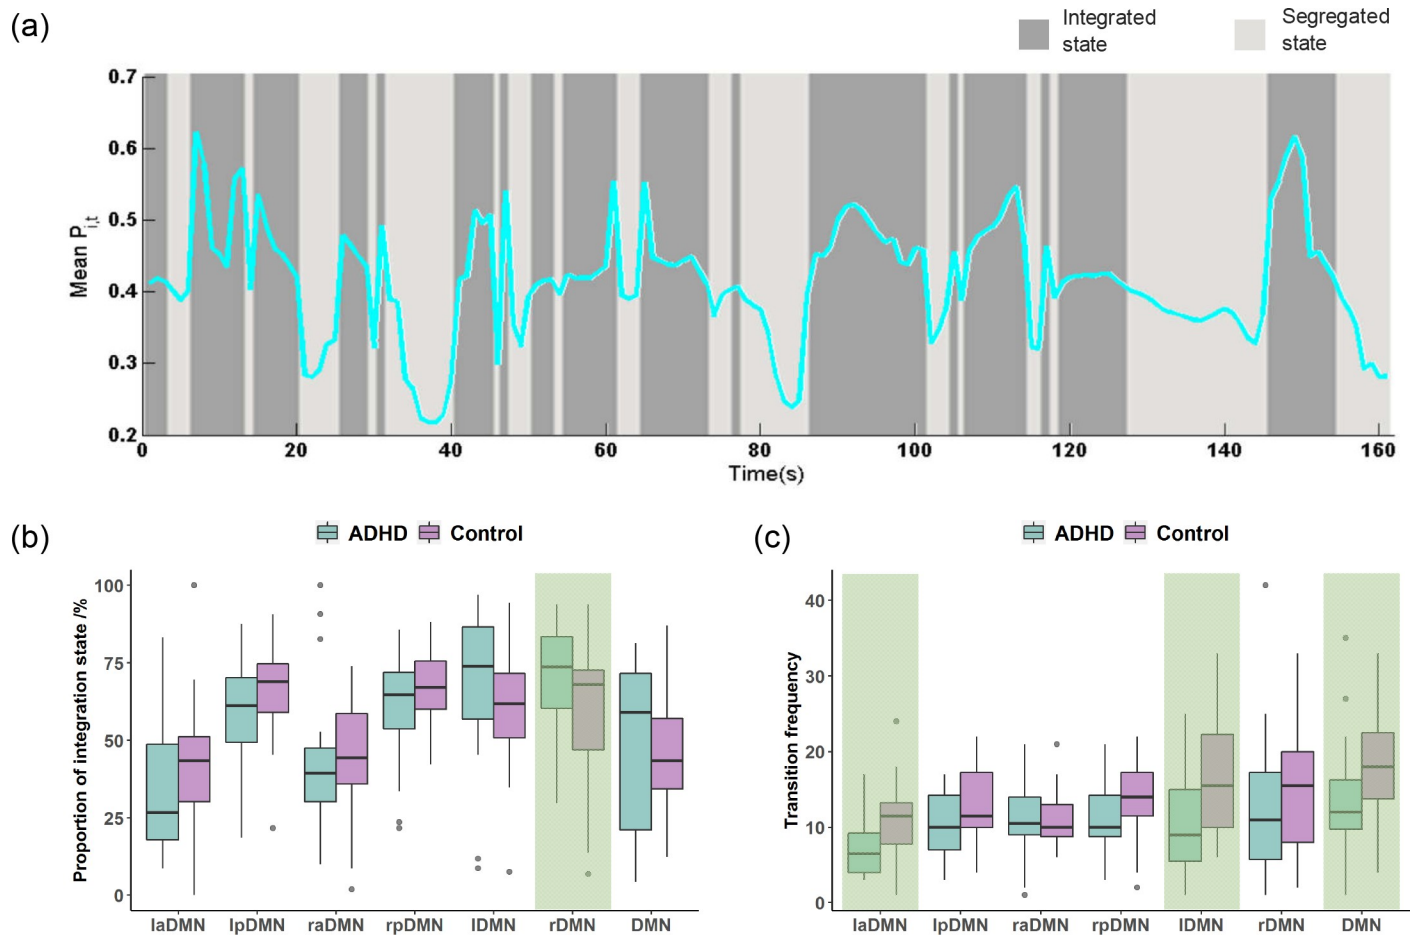 (a)
Integrated
state
Segregated
state
0.7
0.6
0.5
0.4
0.3
0.2
Mean P_i,t
0 20 40 60 80 100 120 140 160
Time(s)
(b)
ADHD Control
100
75
50
25
0
Proportion of integration state /%
laDMN lpDMN raDMN rpDMN lDMN rDMN DMN
(c)
ADHD Control
40
30
20
10
0
Transition frequency
laDMN lpDMN raDMN rpDMN lDMN rDMN DMN